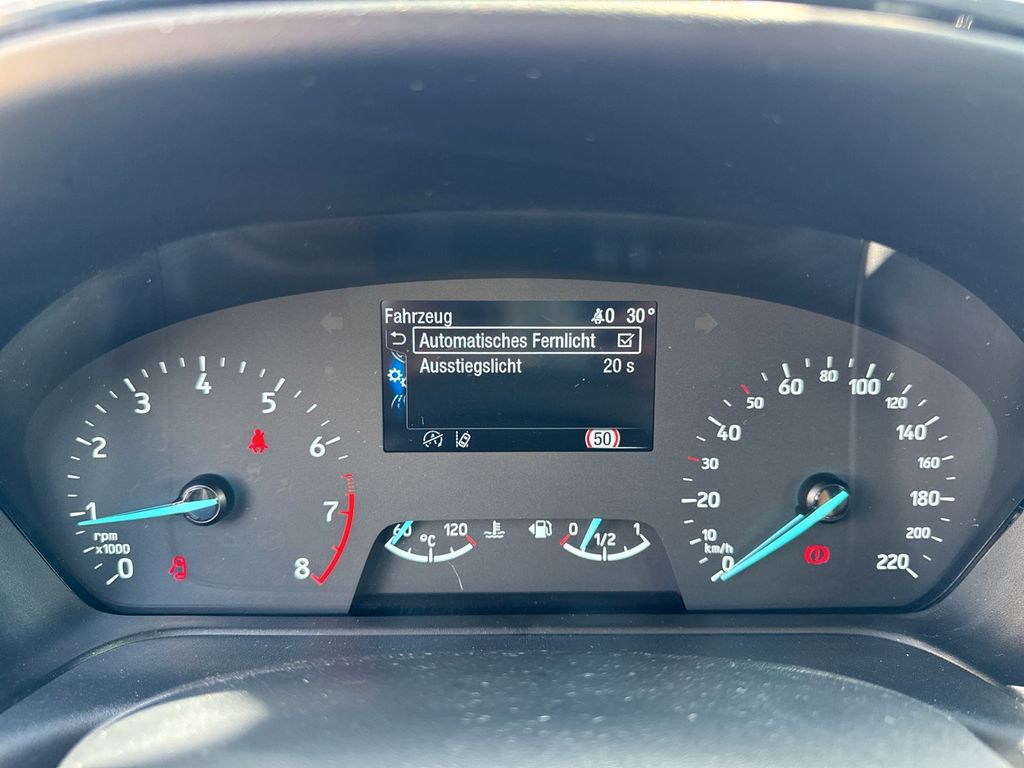 Fahrzeug 0 30°
Automatisches Fernlicht
Ausstiegslicht 20 s
50
0 1 2 3 4 5 6 7 8
rpm
x1000
60 120
°C
0 1/2 1
0 10 20 30 40 50 60 80 100 120 140 160 180 200 220
km/h